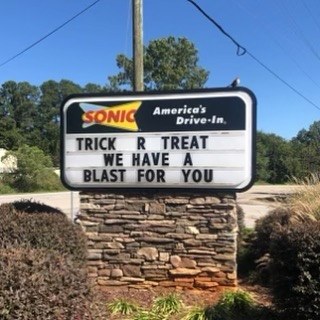 SONIC
America's
Drive-In.
TRICK R TREAT
WE HAVE A
BLAST FOR YOU